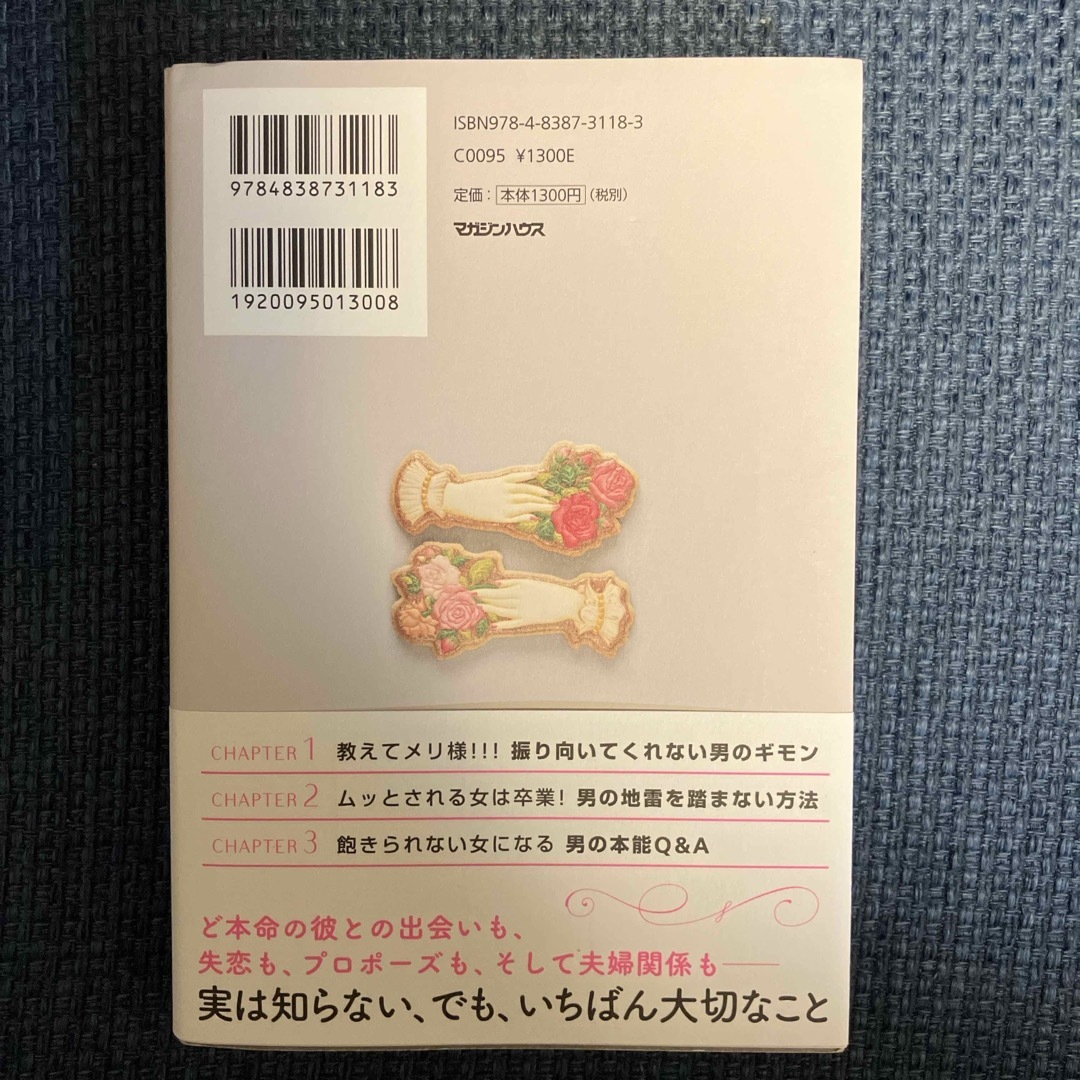 9784838731183
1920095013008
ISBN978-4-8387-3118-3
C0095 ¥1300E
定価：本体1300円（税別）
マガジンハウス
CHAPTER 1 教えてメリ様!!! 振り向いてくれない男のギモン
CHAPTER 2 ムッとされる女は卒業! 男の地雷を踏まない方法
CHAPTER 3 飽きられない女になる 男の本能Q&A
ど本命の彼との出会いも、
失恋も、プロポーズも、そして夫婦関係も――
実は知らない、でも、いちばん大切なこと